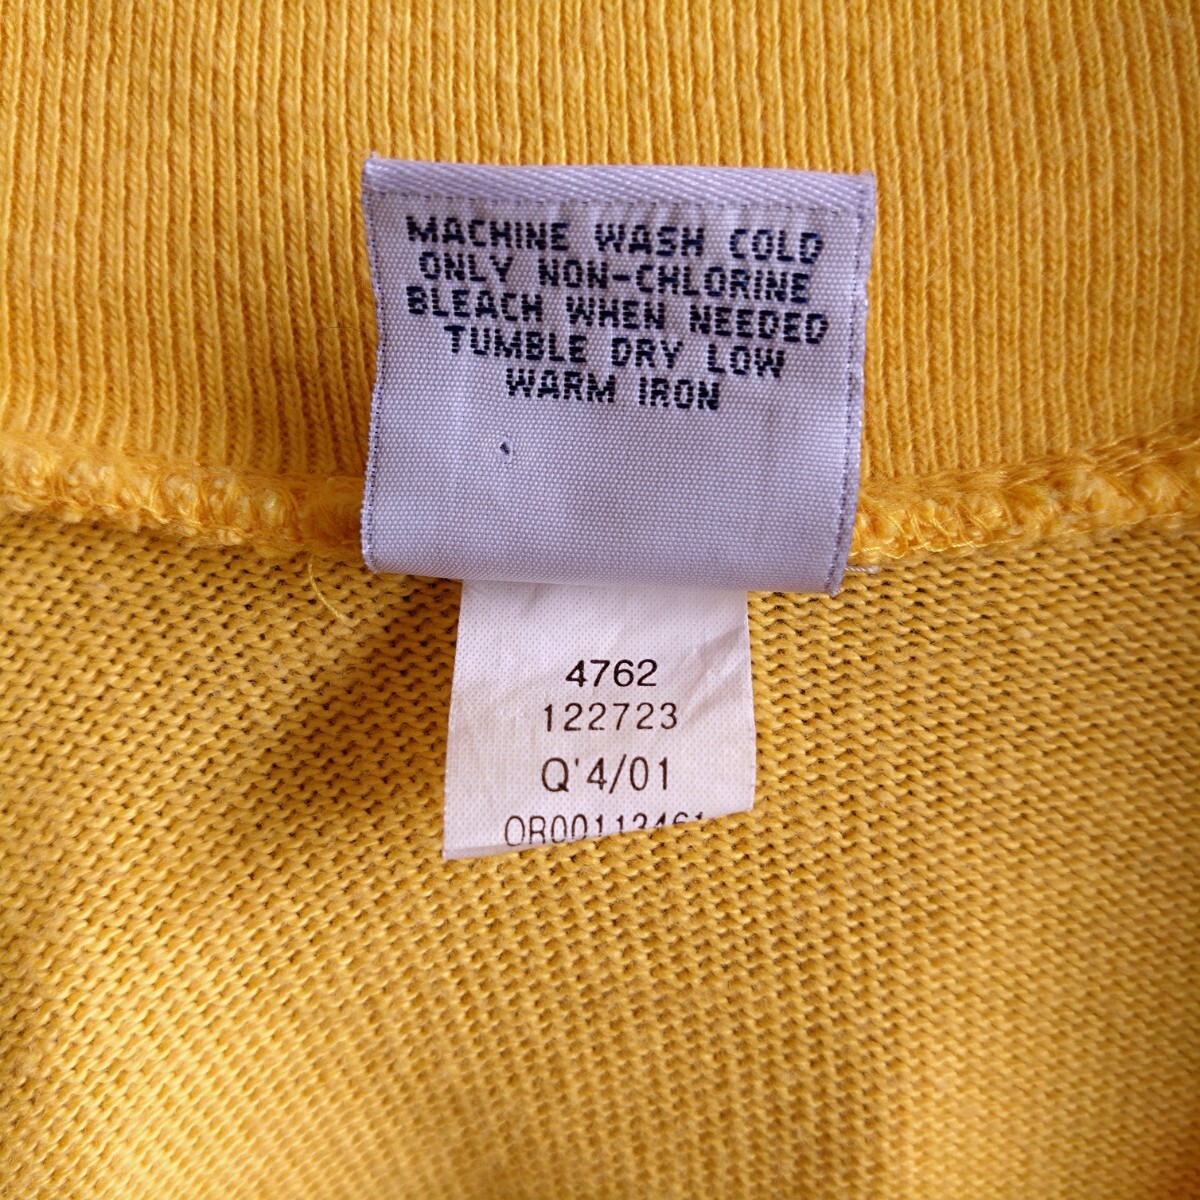 MACHINE WASH COLD
ONLY NON-CHLORINE
BLEACH WHEN NEEDED
TUMBLE DRY LOW
WARM IRON
4762
122723
Q'4/01